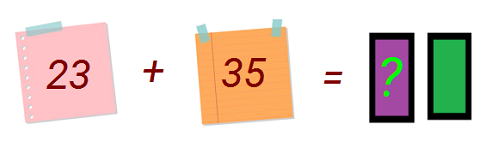 23 + 35 = ?